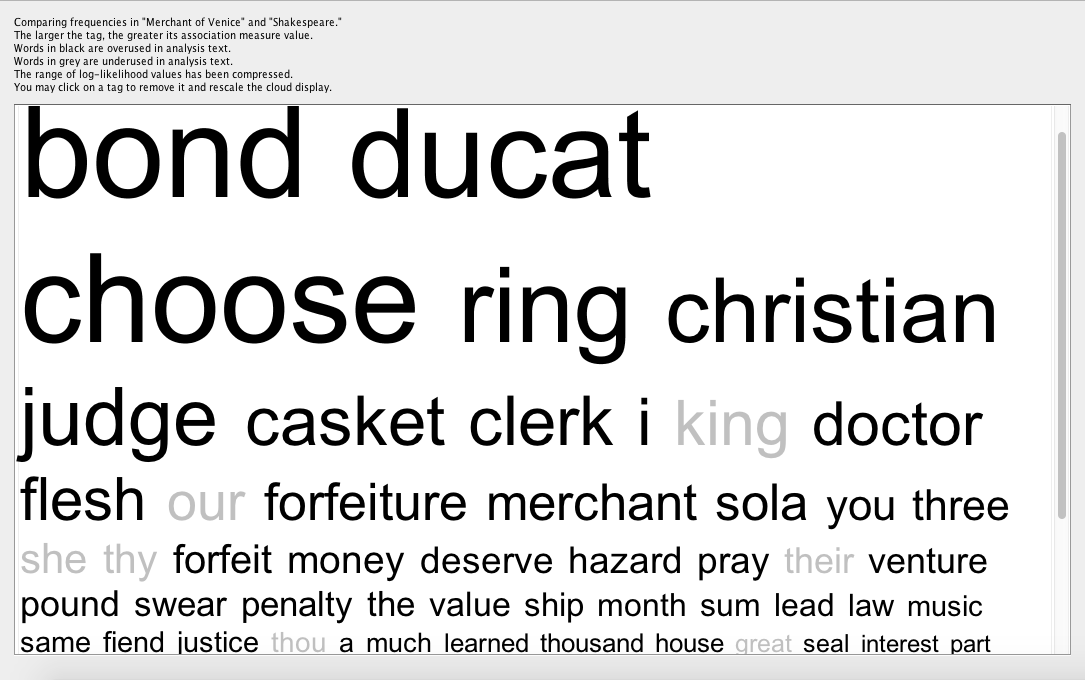 Comparing frequencies in "Merchant of Venice" and "Shakespeare."
The larger the tag, the greater its association measure value.
Words in black are overused in analysis text.
Words in grey are underused in analysis text.
The range of log-likelihood values has been compressed.
You may click on a tag to remove it and rescale the cloud display.
bond ducat
choose ring christian
judge casket clerk i king doctor
flesh our forfeiture merchant sola you three
she thy forfeit money deserve hazard pray their venture
pound swear penalty the value ship month sum lead law music
same fiend justice thou a much learned thousand house great seal interest part